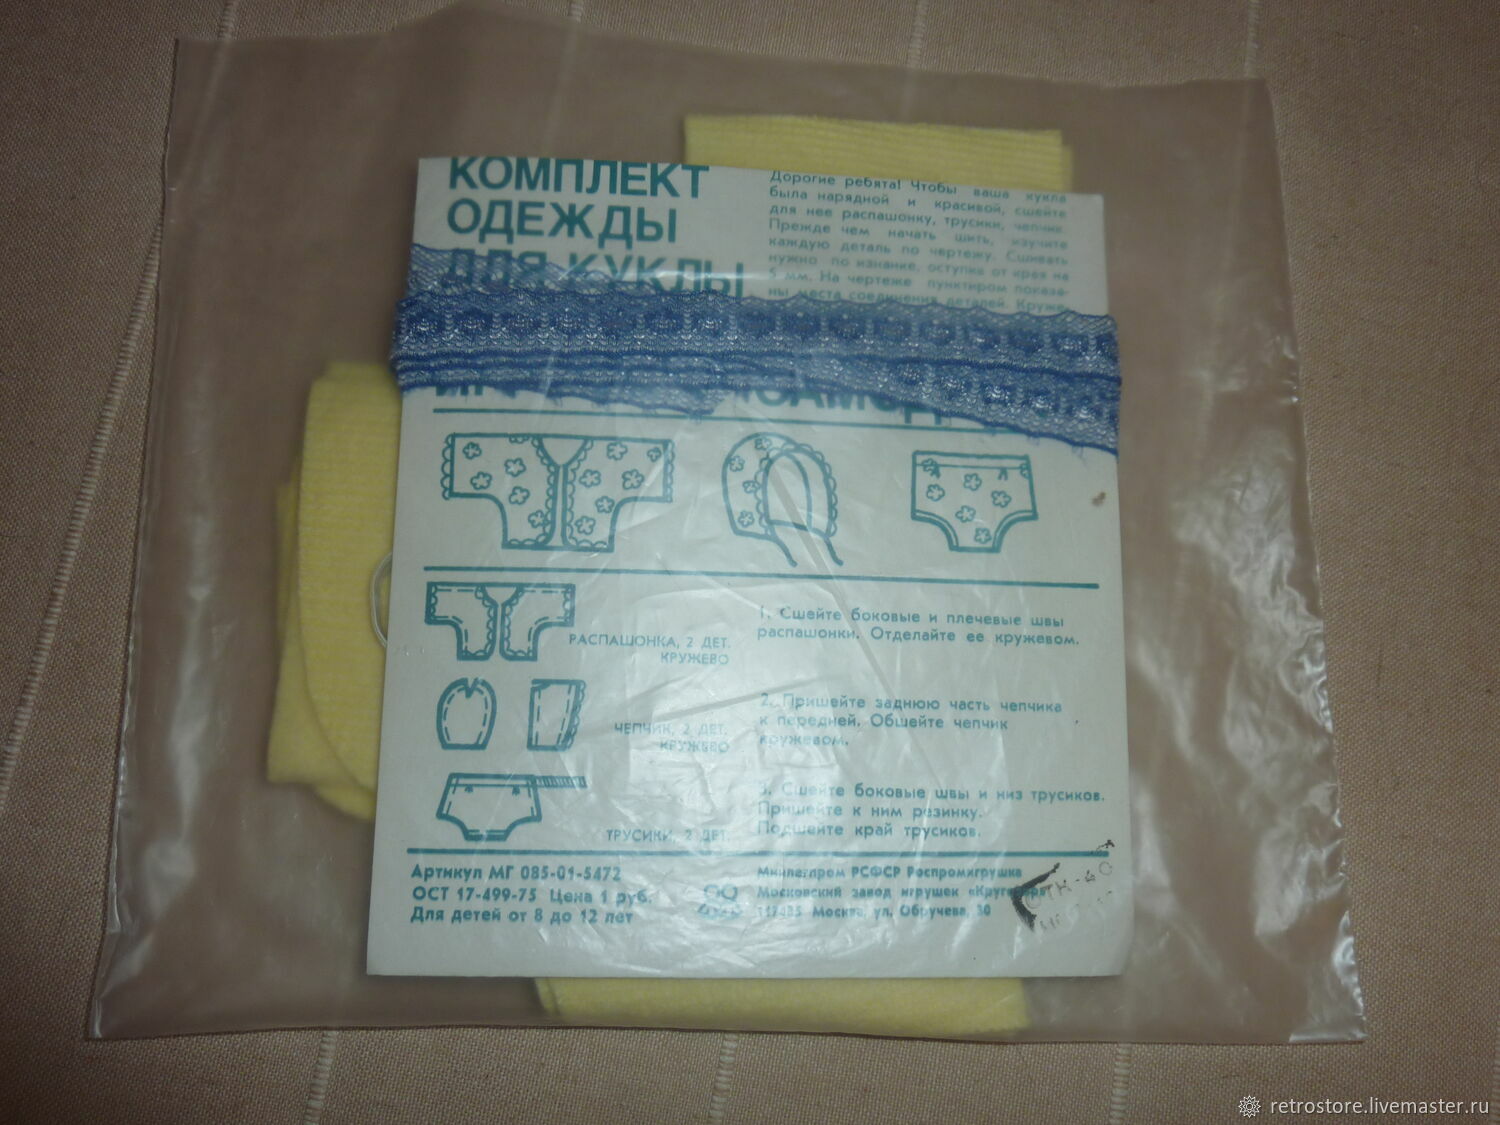 КОМПЛЕКТ
ОДЕЖДЫ
ДЛЯ КУКЛЫ
Дорогие ребята! Чтобы ваша кукла
была нарядной и красивой, сшейте
для нее распашонку, трусики, чепчик.
Прежде чем начать шить, изучите
каждую деталь по чертежу. Сшивать
нужно по изнанке, оступив от края на
5 мм. На чертеже пунктиром показа-
ны места соединения деталей. Круже-
РАСПАШОНКА, 2 ДЕТ.
КРУЖЕВО
1. Сшейте боковые и плечевые швы
распашонки. Отделайте ее кружевом.
ЧЕПЧИК, 2 ДЕТ.
КРУЖЕВО
2. Пришейте заднюю часть чепчика
к передней. Обшейте чепчик
кружевом.
ТРУСИКИ, 2 ДЕТ.
3. Сшейте боковые швы и низ трусиков.
Пришейте к ним резинку.
Подшейте край трусиков.
Артикул МГ 085-01-5472
ОСТ 17-499-75 Цена 1 руб.
Для детей от 8 до 12 лет
Минлегпром РСФСР Роспромигрушка
Московский завод игрушек «Кругозор»
117485 Москва, ул. Обручева, 30
retrostore.livemaster.ru